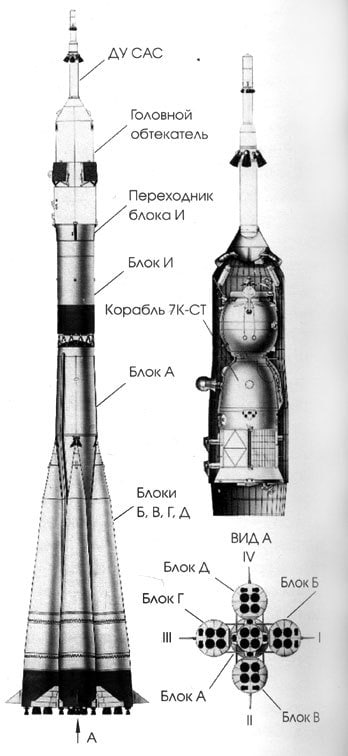 ДУ САС
Головной
обтекатель
Переходник
блока И
Блок И
Корабль 7К-СТ
Блок А
Блоки
Б, В, Г, Д
А
ВИД А
IV
Блок Д
Блок Б
Блок Г
III
I
Блок А
II
Блок В